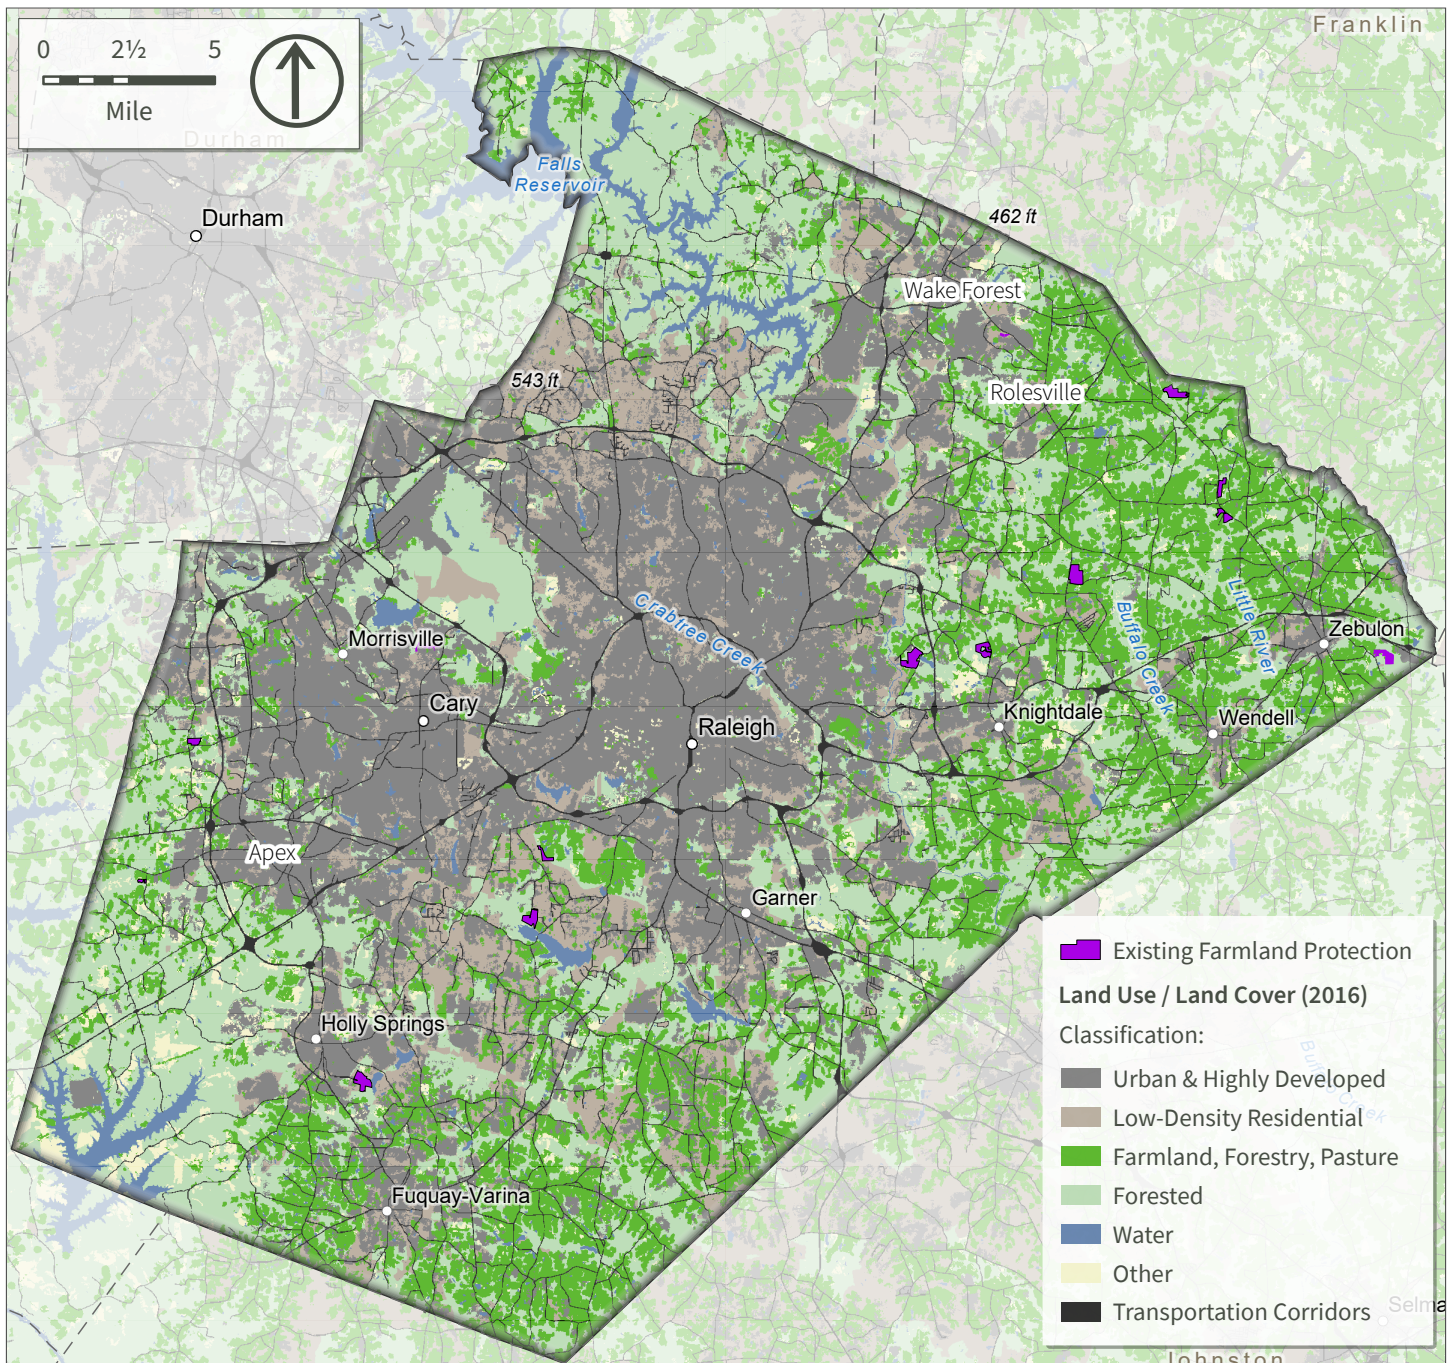 Franklin
0 2½ 5
Mile
Durham
Falls
Reservoir
Durham
462 ft
Wake Forest
543 ft
Rolesville
Crabtree Creek
Buffalo Creek
Little River
Zebulon
Morrisville
Cary
Raleigh
Knightdale
Wendell
Apex
Garner
Holly Springs
Fuquay-Varina
Existing Farmland Protection
Land Use / Land Cover (2016)
Classification:
Urban & Highly Developed
Low-Density Residential
Farmland, Forestry, Pasture
Forested
Water
Other
Transportation Corridors
Buffalo Creek
Selma
Johnston